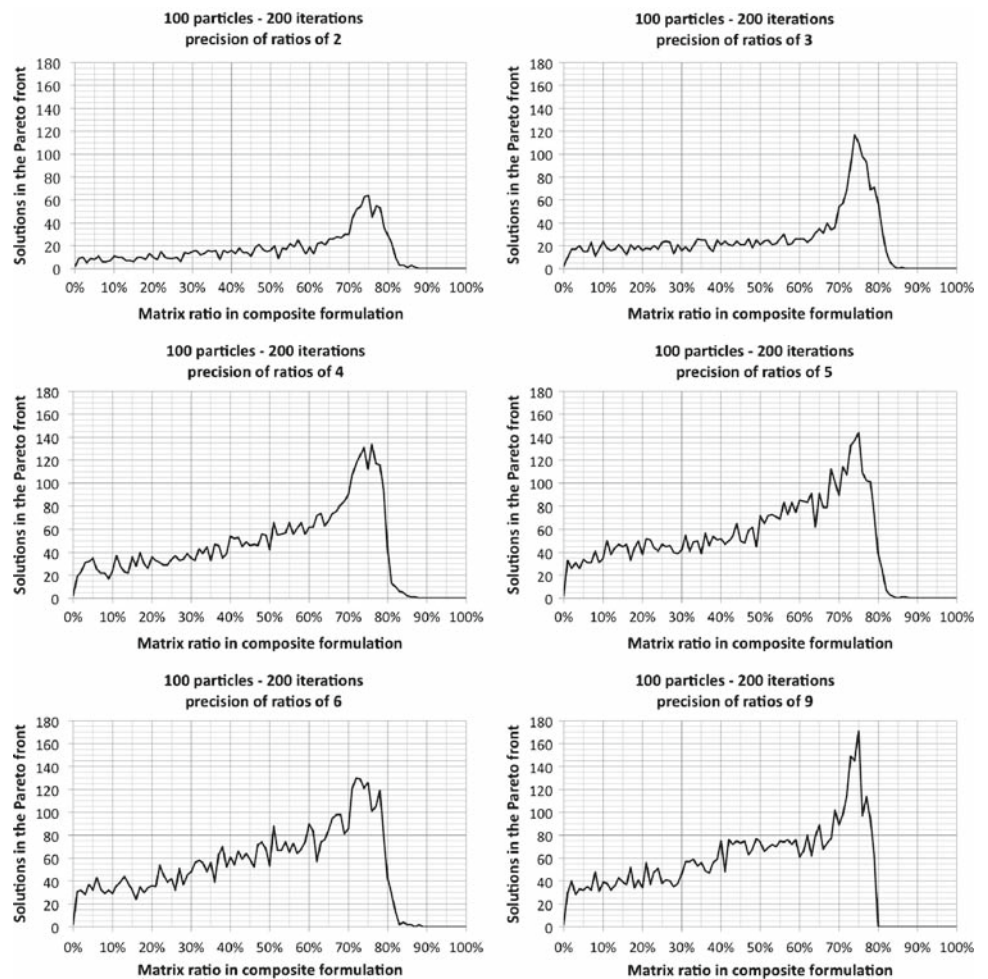 100 particles - 200 iterations
precision of ratios of 2
Solutions in the Pareto front
180
160
140
120
100
80
60
40
20
0
0% 10% 20% 30% 40% 50% 60% 70% 80% 90% 100%
Matrix ratio in composite formulation
100 particles - 200 iterations
precision of ratios of 3
Solutions in the Pareto front
180
160
140
120
100
80
60
40
20
0
0% 10% 20% 30% 40% 50% 60% 70% 80% 90% 100%
Matrix ratio in composite formulation
100 particles - 200 iterations
precision of ratios of 4
Solutions in the Pareto front
180
160
140
120
100
80
60
40
20
0
0% 10% 20% 30% 40% 50% 60% 70% 80% 90% 100%
Matrix ratio in composite formulation
100 particles - 200 iterations
precision of ratios of 5
Solutions in the Pareto front
180
160
140
120
100
80
60
40
20
0
0% 10% 20% 30% 40% 50% 60% 70% 80% 90% 100%
Matrix ratio in composite formulation
100 particles - 200 iterations
precision of ratios of 6
Solutions in the Pareto front
180
160
140
120
100
80
60
40
20
0
0% 10% 20% 30% 40% 50% 60% 70% 80% 90% 100%
Matrix ratio in composite formulation
100 particles - 200 iterations
precision of ratios of 9
Solutions in the Pareto front
180
160
140
120
100
80
60
40
20
0
0% 10% 20% 30% 40% 50% 60% 70% 80% 90% 100%
Matrix ratio in composite formulation